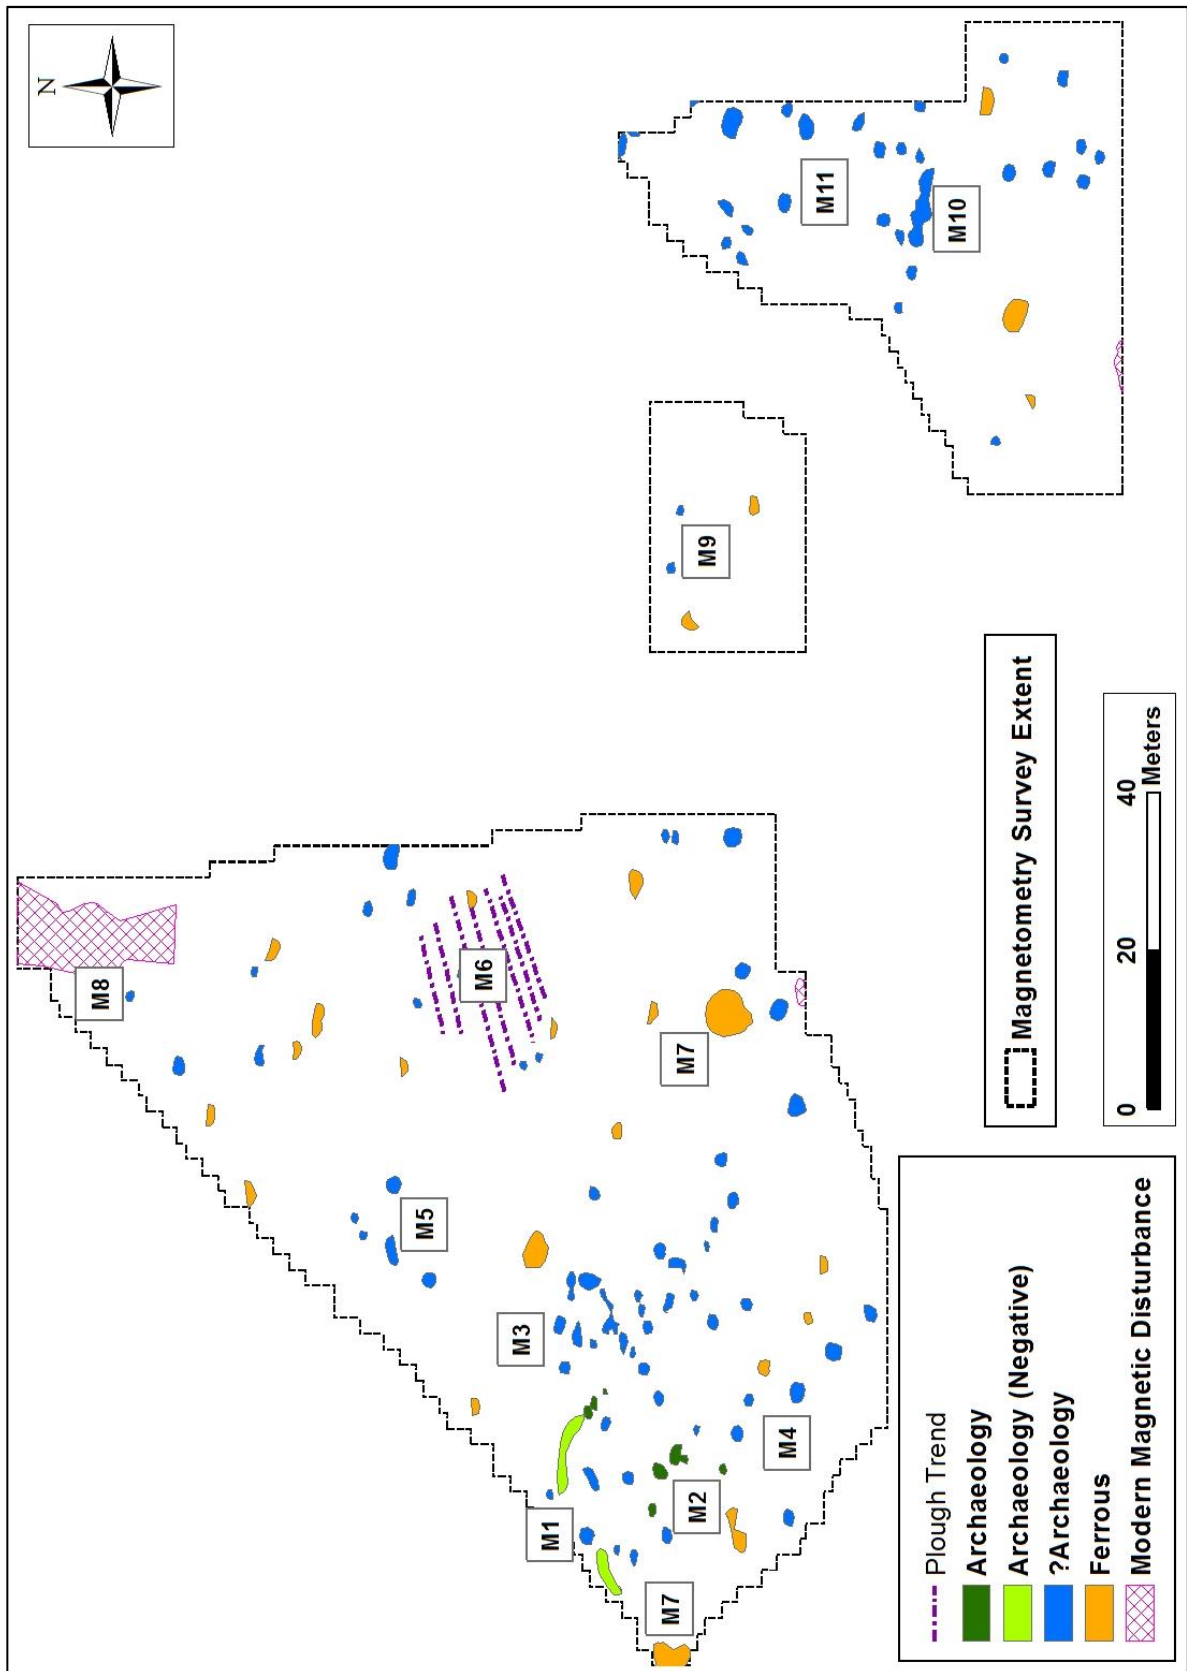 N
M8
M5
M6
M3
M1
M2
M7
M4
M7
M9
M11
M10
Plough Trend
Archaeology
Archaeology (Negative)
?Archaeology
Ferrous
Modern Magnetic Disturbance
Magnetometry Survey Extent
0 20 40
Meters